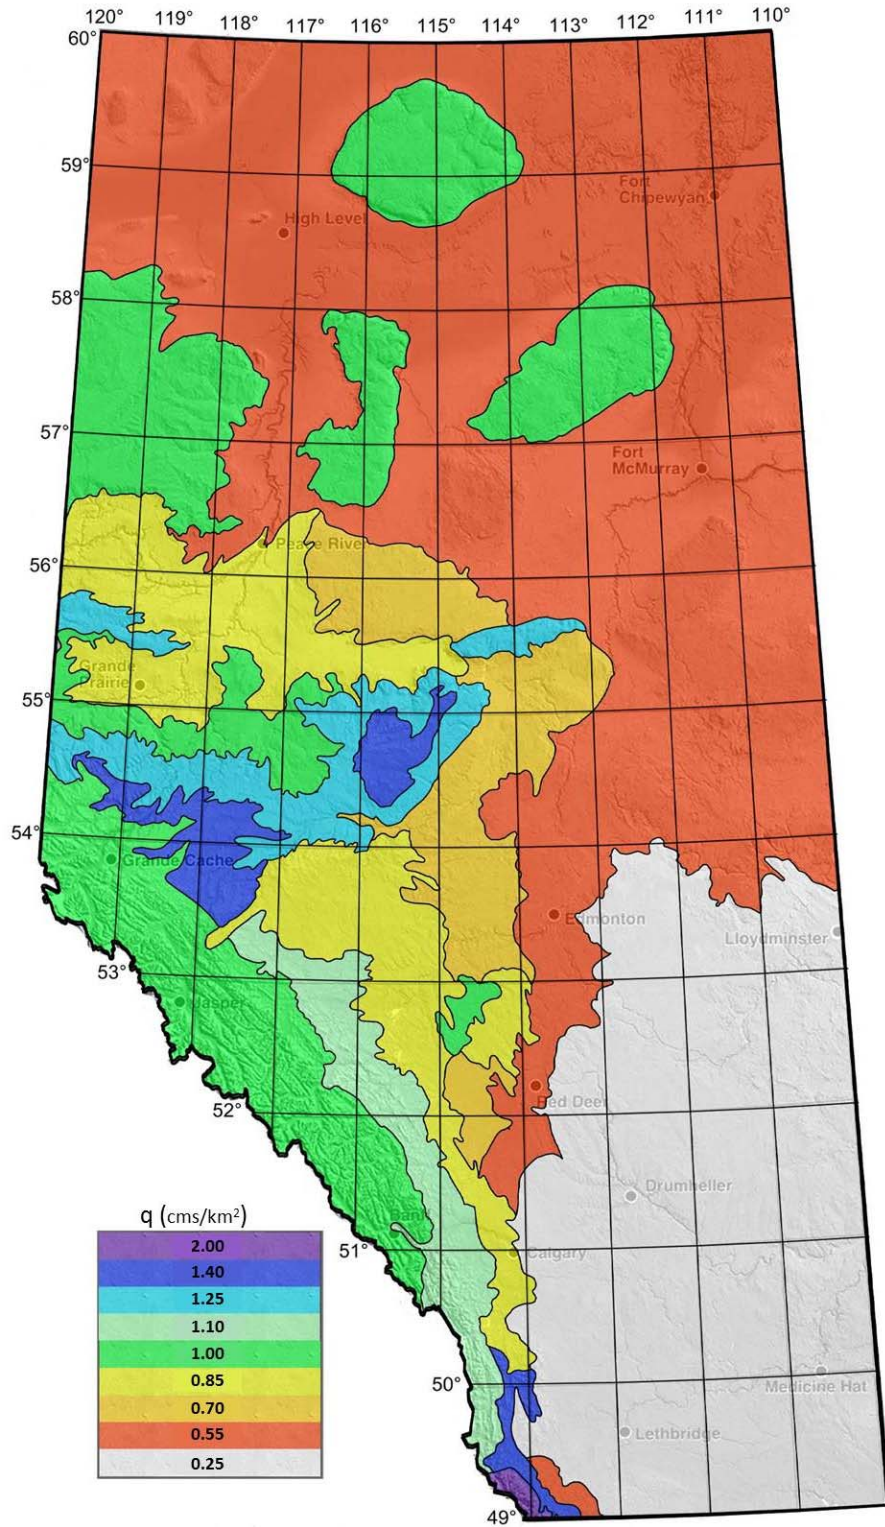 120° 119° 118° 117° 116° 115° 114° 113° 112° 111° 110°
60°
59°
Fort
Chipewyan
High Level
58°
57°
Fort
McMurray
Peace River
56°
Grande
Prairie
55°
54°
Grande Cache
Edmonton
Lloydminster
53°
Jasper
Red Deer
52°
Drumheller
Banff
51°
Calgary
50°
Medicine Hat
Lethbridge
49°
q (cms/km²)
2.00
1.40
1.25
1.10
1.00
0.85
0.70
0.55
0.25